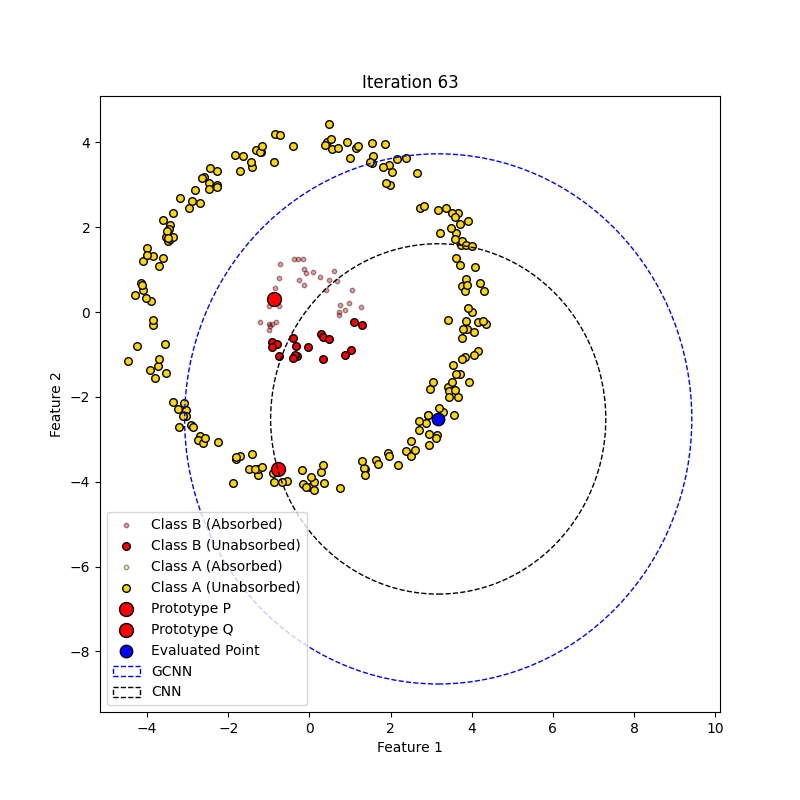 Iteration 63
Feature 2
4
2
0
−2
−4
−6
−8
Class B (Absorbed)
Class B (Unabsorbed)
Class A (Absorbed)
Class A (Unabsorbed)
Prototype P
Prototype Q
Evaluated Point
GCNN
CNN
−4 −2 0 2 4 6 8 10
Feature 1